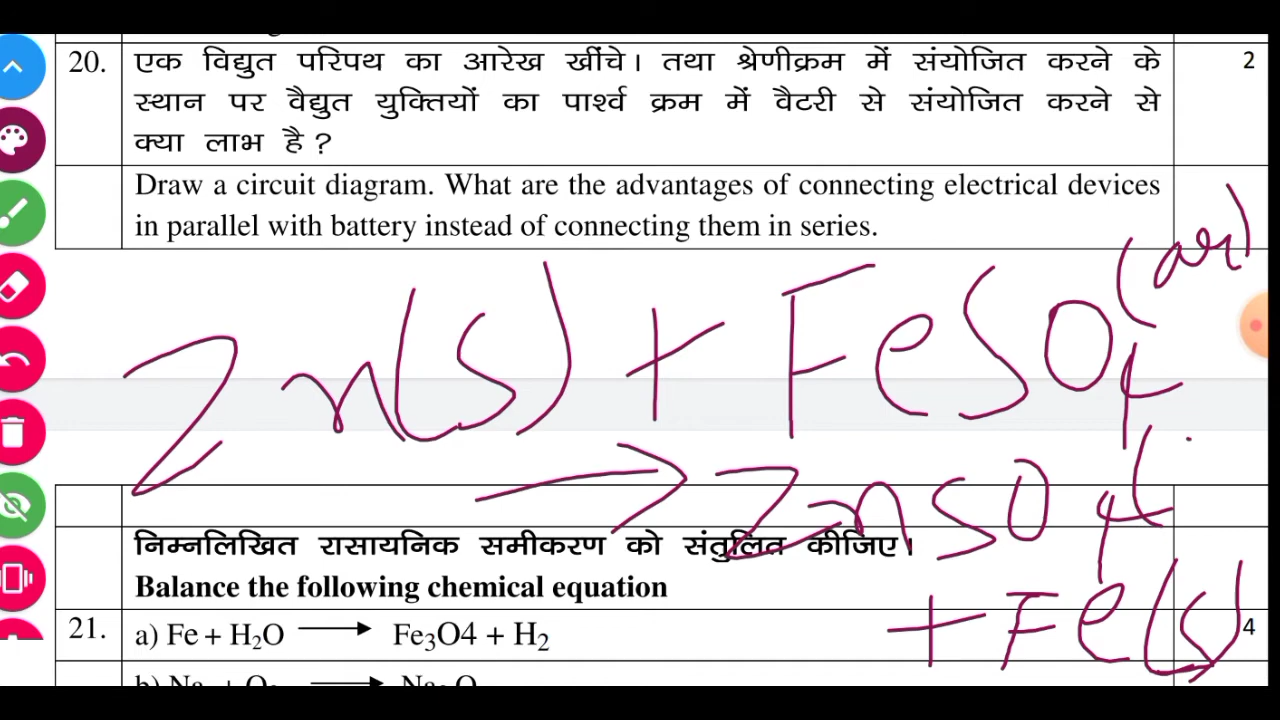 20. एक विद्युत परिपथ का आरेख खींचे। तथा श्रेणीक्रम में संयोजित करने के 2
स्थान पर वैद्युत युक्तियों का पार्श्व क्रम में वैटरी से संयोजित करने से
क्या लाभ है ?
Draw a circuit diagram. What are the advantages of connecting electrical devices
in parallel with battery instead of connecting them in series.
Zn(s) + FeSO4 (aq)
→ ZnSO4 (
+ Fe(s)
निम्नलिखित रासायनिक समीकरण को संतुलित कीजिए।
Balance the following chemical equation
21. a) Fe + H₂O ⟶ Fe₃O4 + H₂ 4